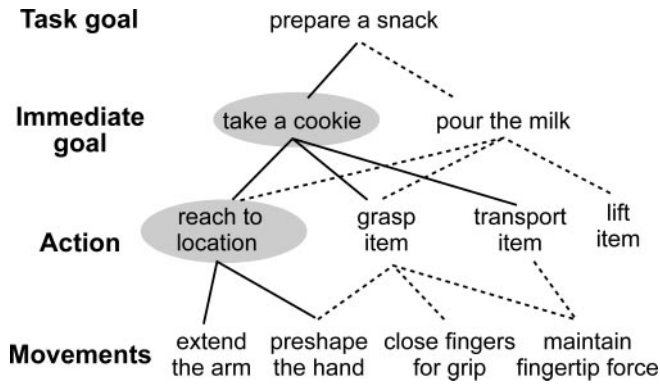 Task goal
prepare a snack
Immediate
goal
take a cookie
pour the milk
Action
reach to
location
grasp
item
transport
item
lift
item
Movements
extend
the arm
preshape
the hand
close fingers
for grip
maintain
fingertip force